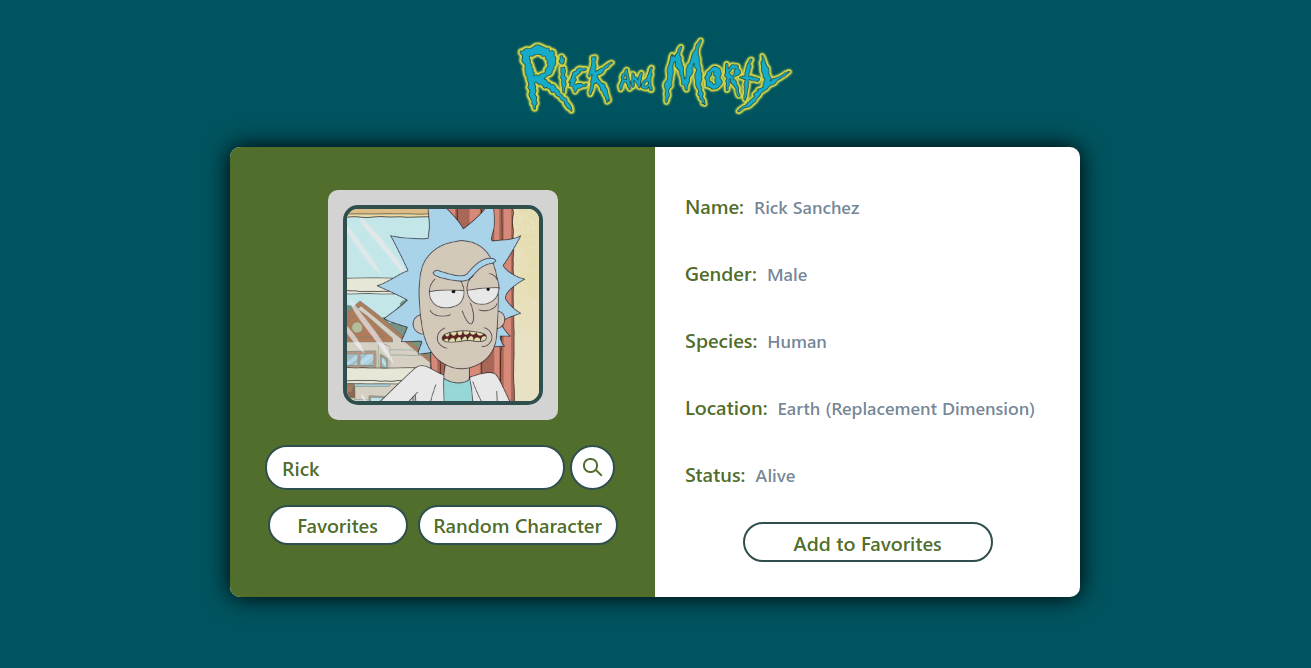 Rick and Morty
Rick
Favorites
Random Character
Name: Rick Sanchez
Gender: Male
Species: Human
Location: Earth (Replacement Dimension)
Status: Alive
Add to Favorites